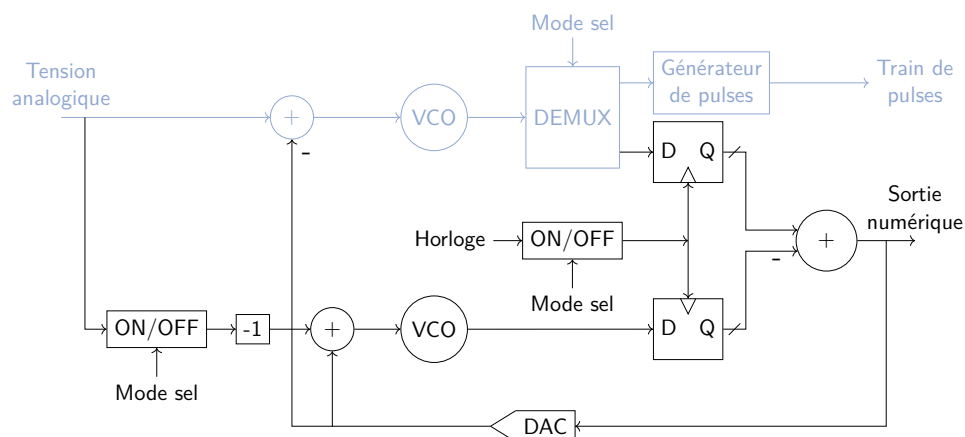 Mode sel
Tension
analogique
+
-
VCO
DEMUX
Générateur
de pulses
Train de
pulses
D Q
Sortie
numérique
Horloge
ON/OFF
+
-
Mode sel
ON/OFF
-1
+
VCO
D Q
Mode sel
DAC